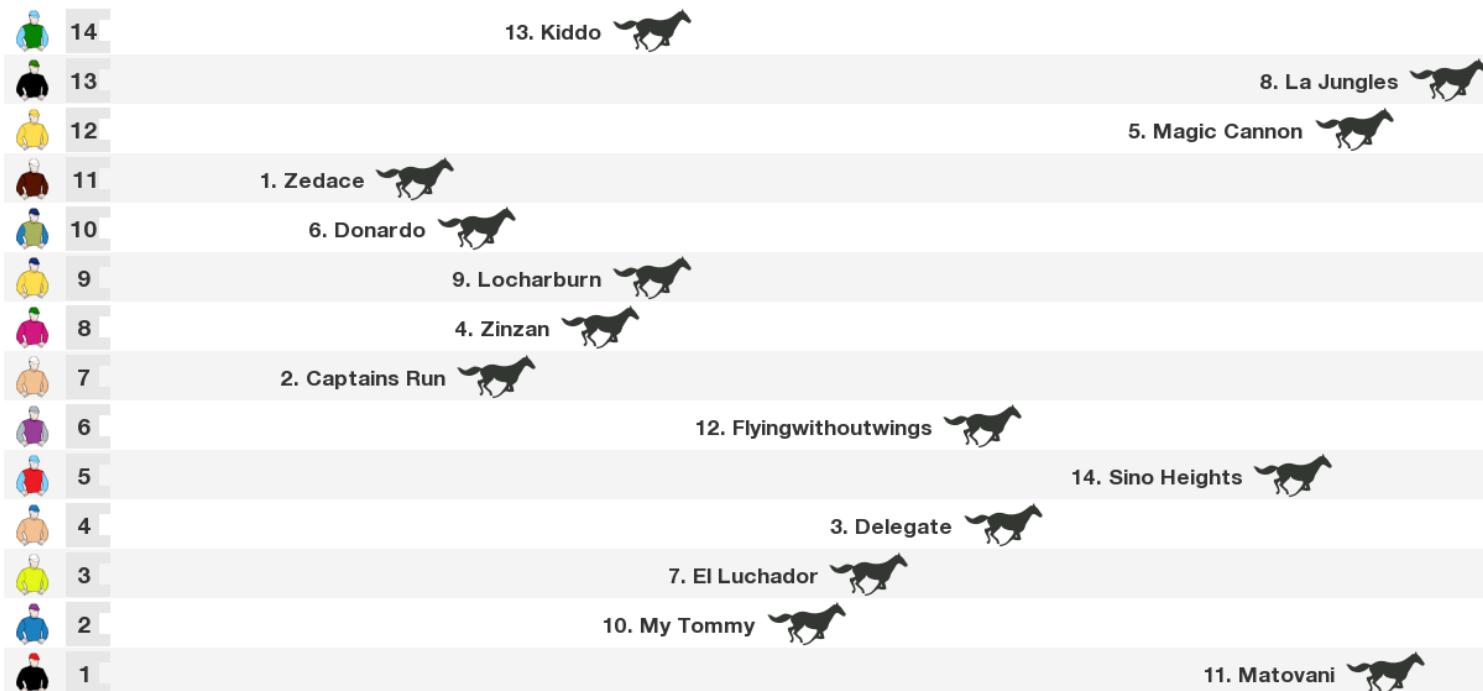 14 13. Kiddo
13 8. La Jungles
12 5. Magic Cannon
11 1. Zedace
10 6. Donardo
9 9. Locharburn
8 4. Zinzan
7 2. Captains Run
6 12. Flyingwithoutwings
5 14. Sino Heights
4 3. Delegate
3 7. El Luchador
2 10. My Tommy
1 11. Matovani